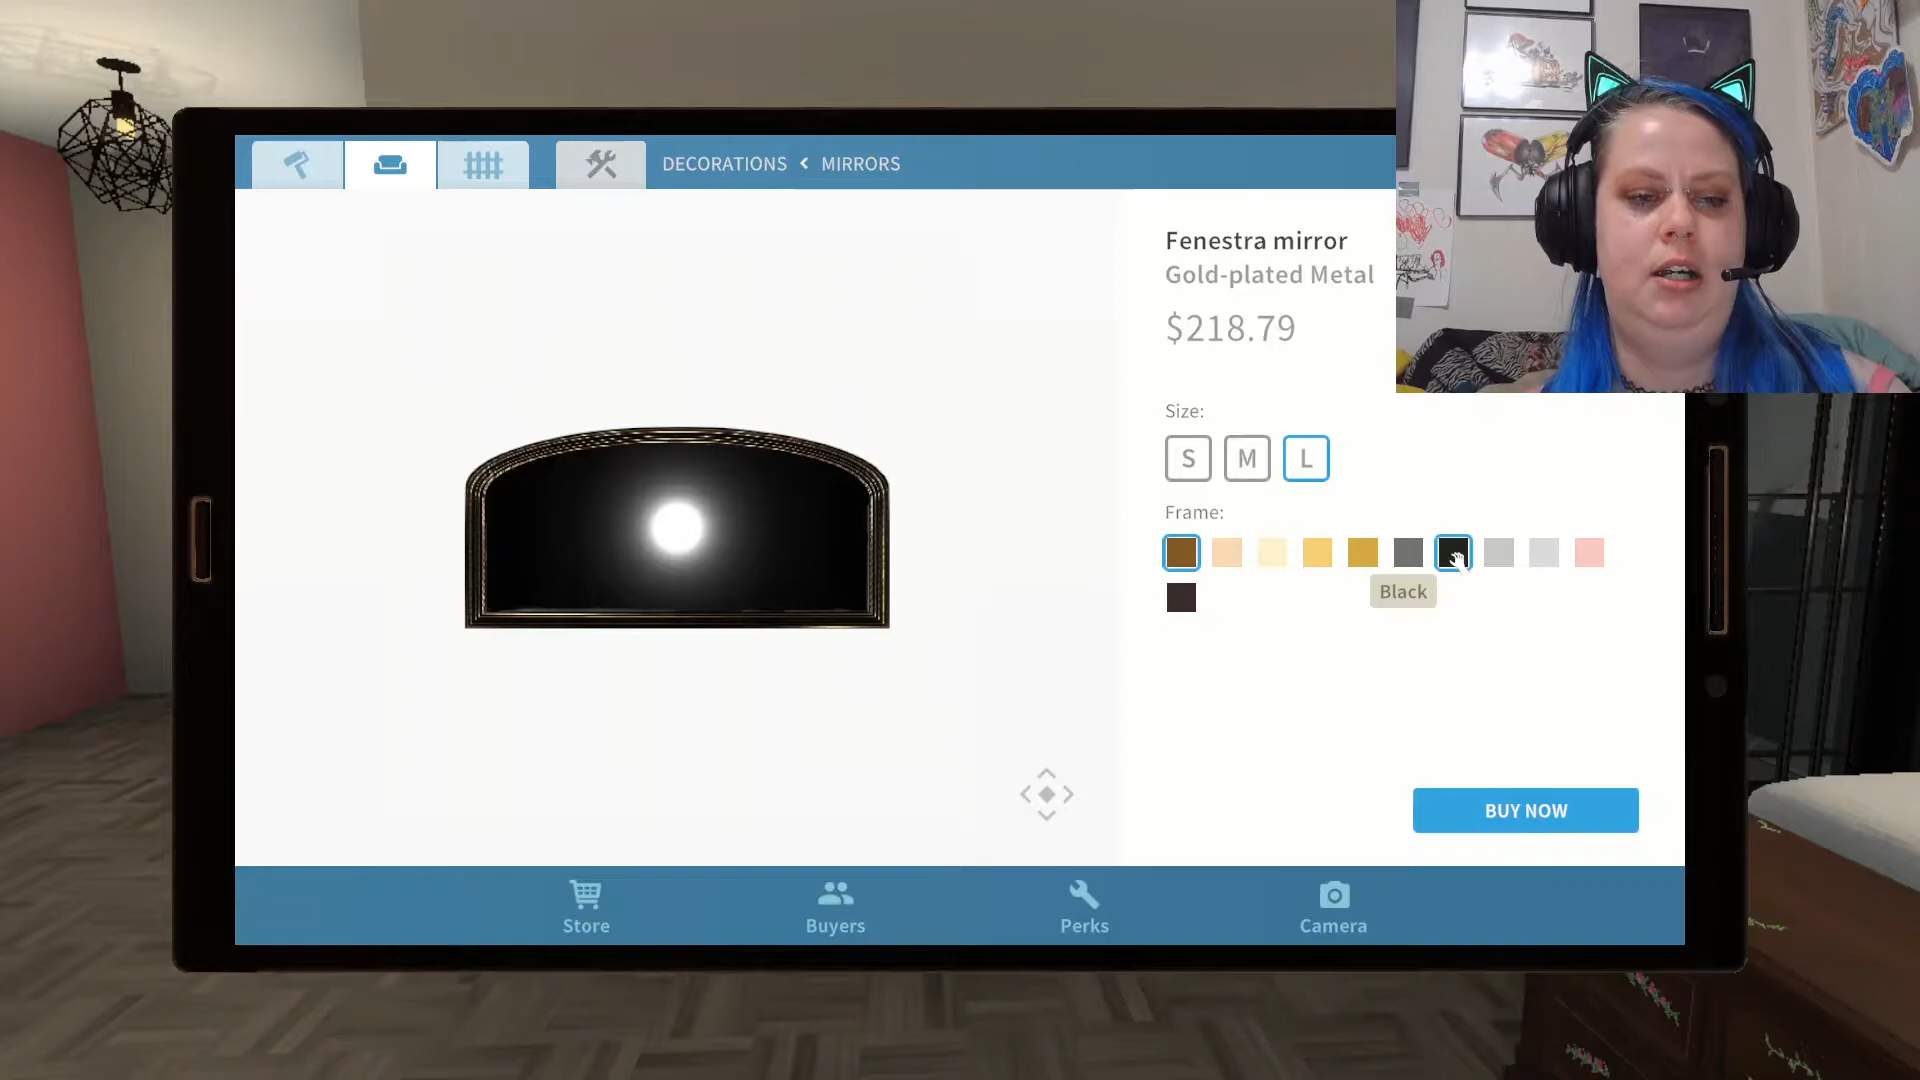 DECORATIONS < MIRRORS
Fenestra mirror
Gold-plated Metal
$218.79
Size:
S M L
Frame:
Black
BUY NOW
Store Buyers Perks Camera